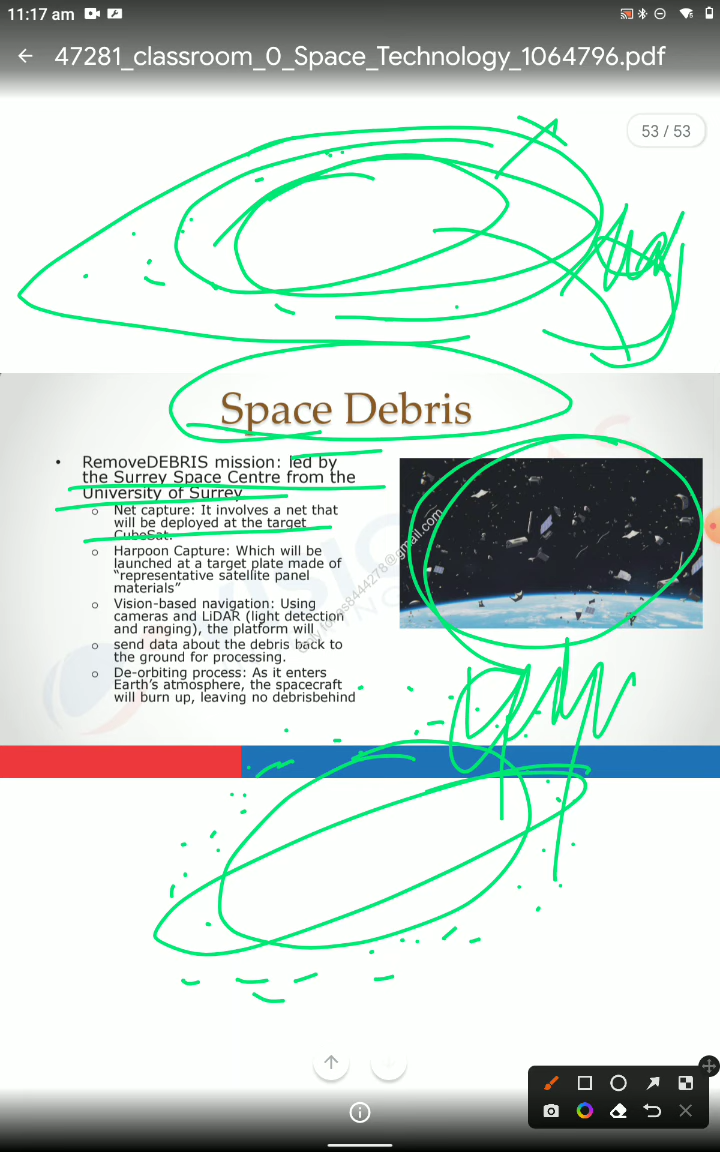 11:17 am
47281_classroom_0_Space_Technology_1064796.pdf
53 / 53
Space Debris
• RemoveDEBRIS mission: led by
the Surrey Space Centre from the
University of Surrey
o Net capture: It involves a net that
will be deployed at the target
CubeSat.
o Harpoon Capture: Which will be
launched at a target plate made of
“representative satellite panel
materials”
o Vision-based navigation: Using
cameras and LiDAR (light detection
and ranging), the platform will
o send data about the debris back to
the ground for processing.
o De-orbiting process: As it enters
Earth’s atmosphere, the spacecraft
will burn up, leaving no debrisbehind